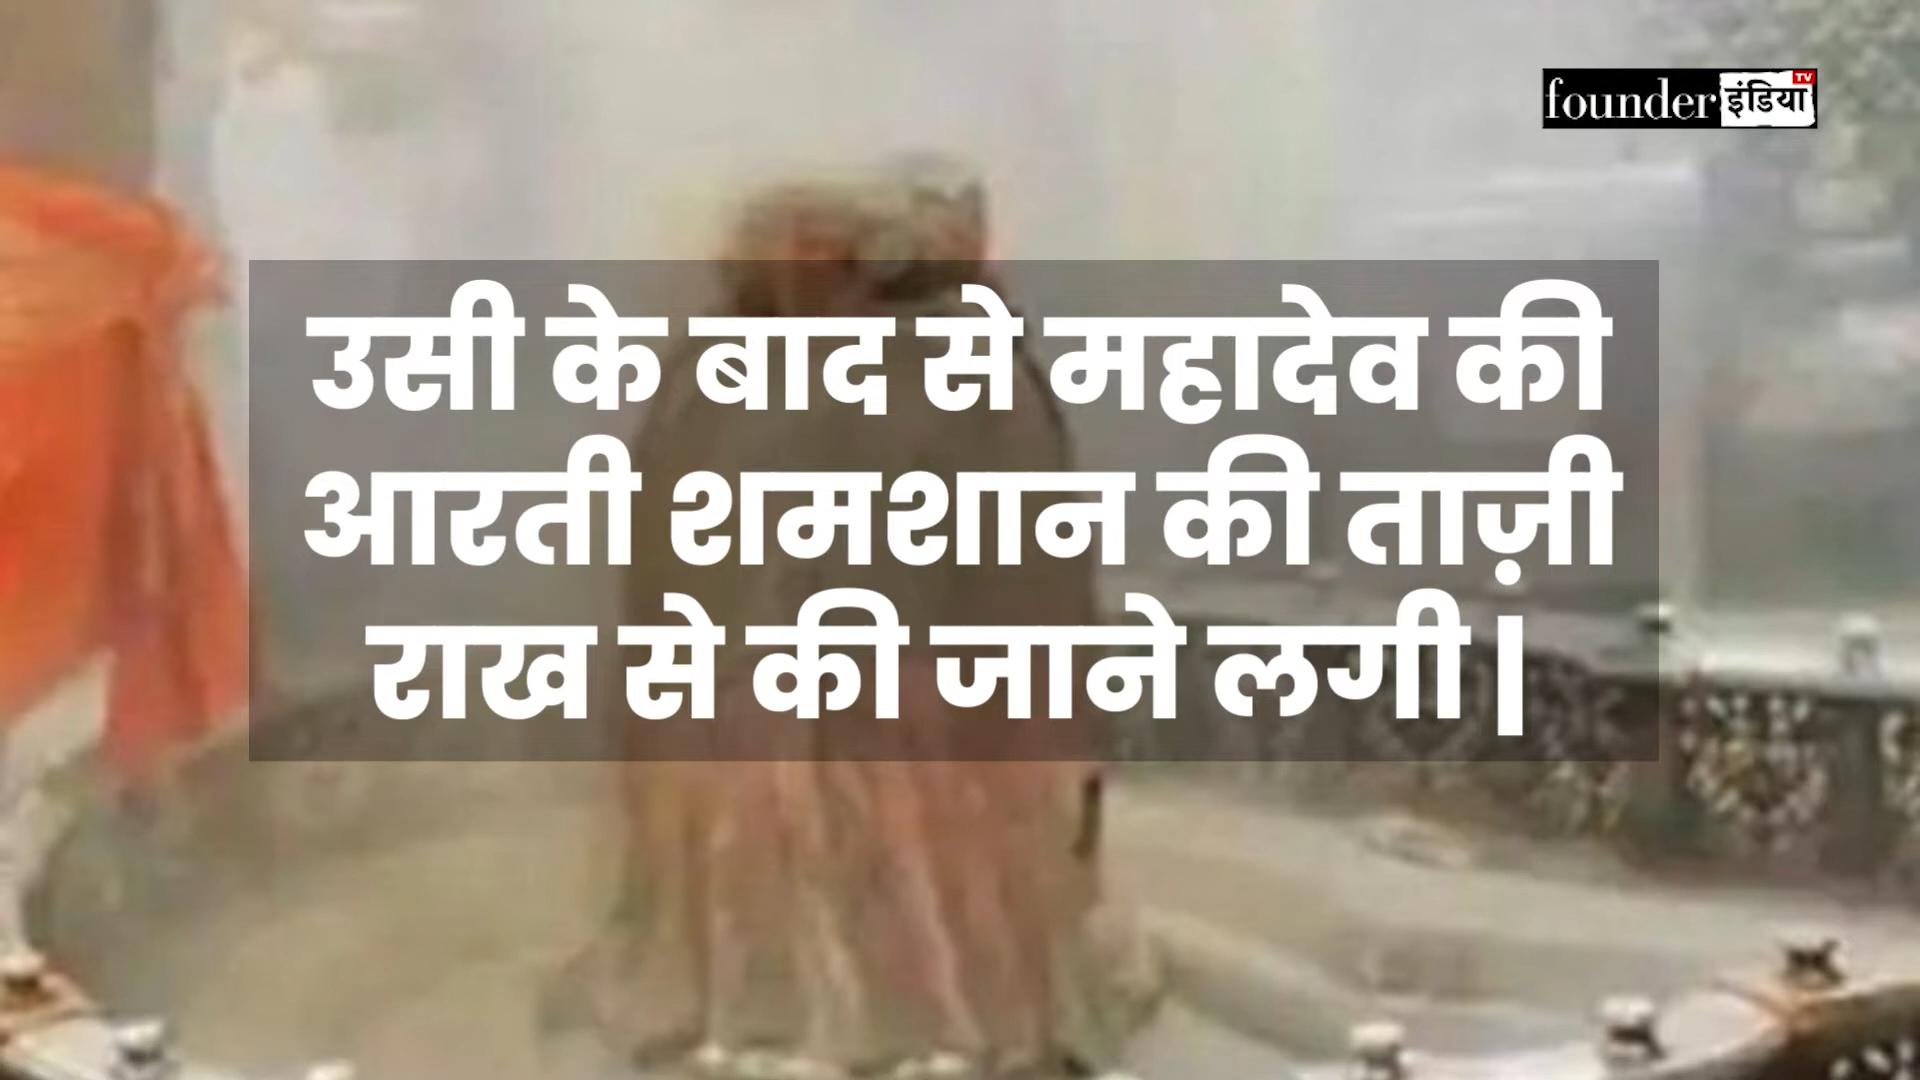 founder इंडिया TV
उसी के बाद से महादेव की
आरती शमशान की ताज़ी
राख से की जाने लगी|